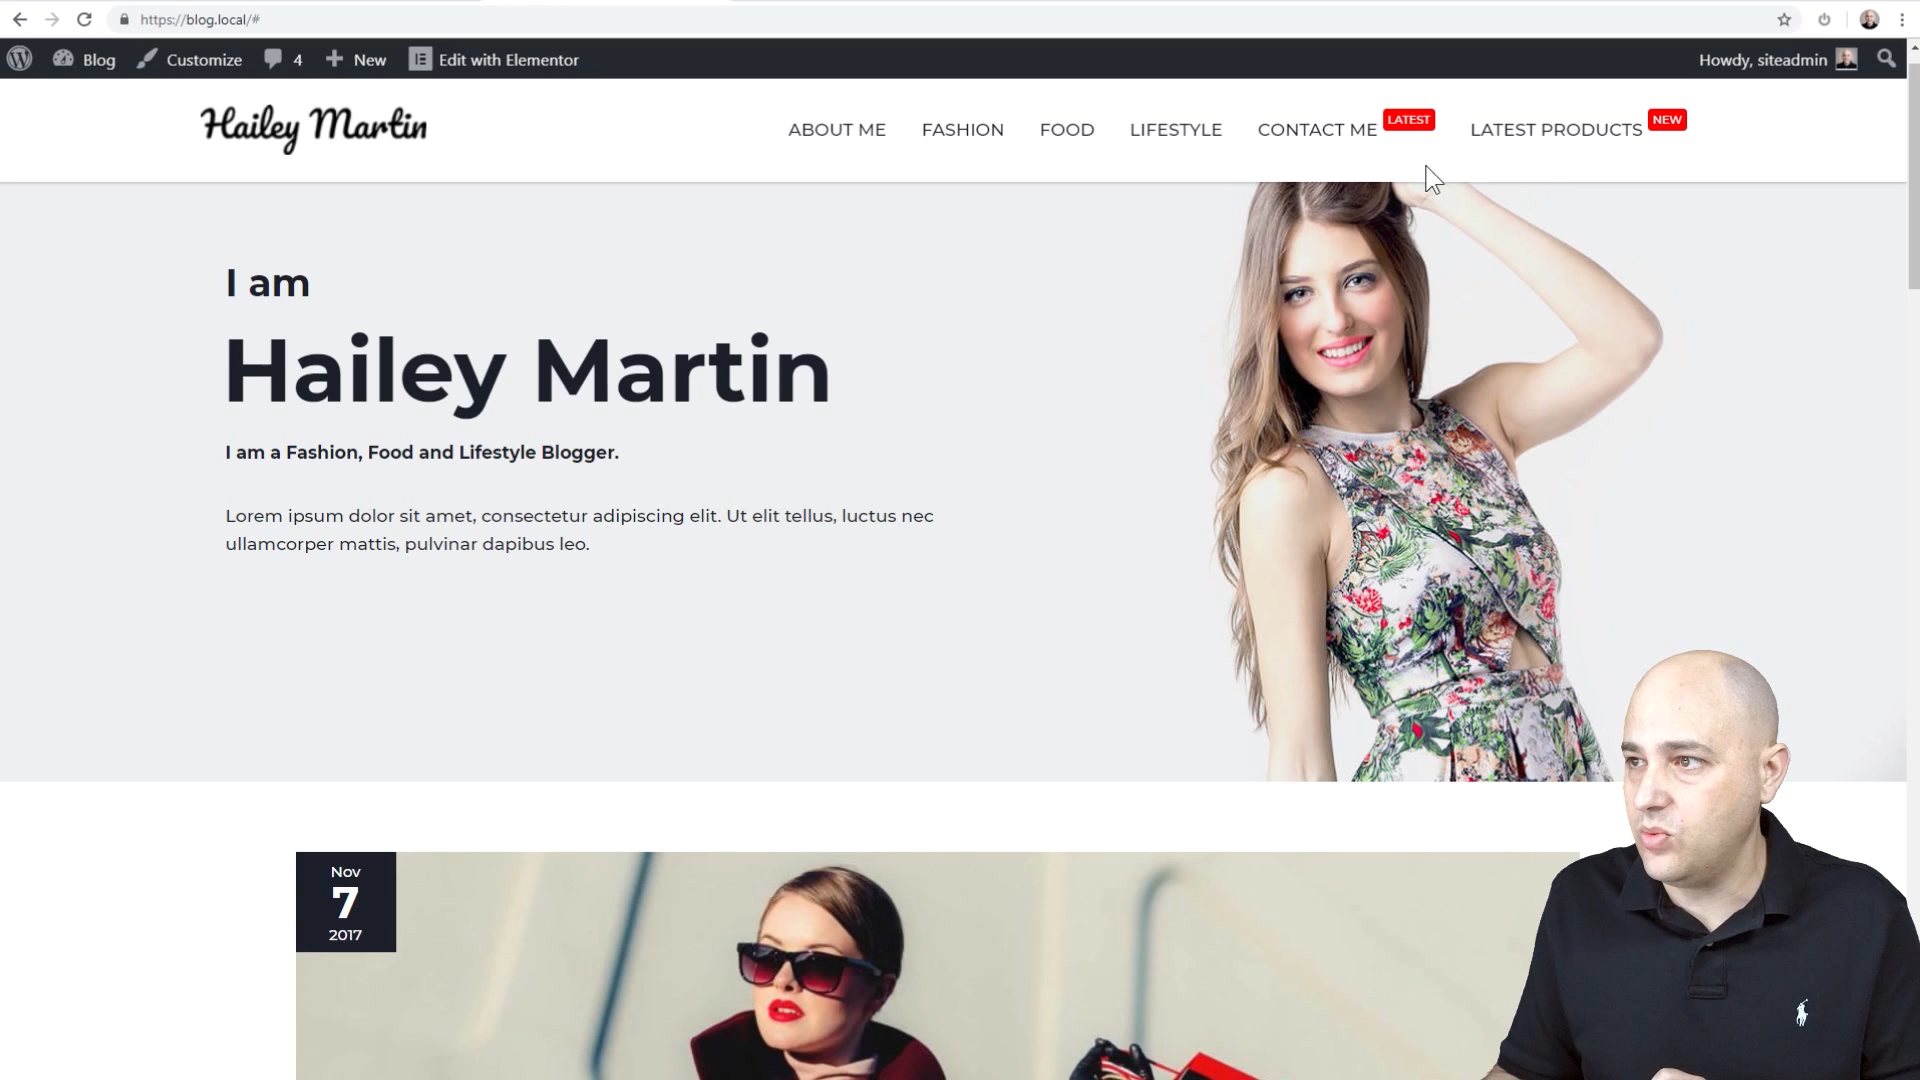 https://blog.local/#
Blog Customize 4 New Edit with Elementor Howdy, siteadmin
Hailey Martin
ABOUT ME FASHION FOOD LIFESTYLE CONTACT ME LATEST LATEST PRODUCTS NEW
I am
Hailey Martin
I am a Fashion, Food and Lifestyle Blogger.
Lorem ipsum dolor sit amet, consectetur adipiscing elit. Ut elit tellus, luctus nec
ullamcorper mattis, pulvinar dapibus leo.
Nov
7
2017